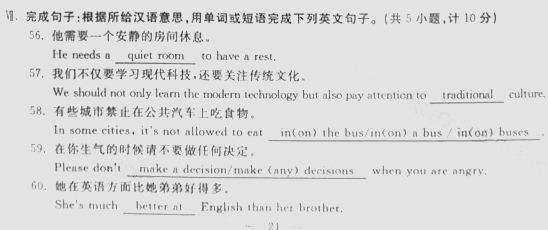 Ⅶ. 完成句子:根据所给汉语意思,用单词或短语完成下列英文句子。(共 5 小题,计 10 分)
56. 他需要一个安静的房间休息。
He needs a quiet room to have a rest.
57. 我们不仅要学习现代科技,还要关注传统文化。
We should not only learn the modern technology but also pay attention to traditional culture.
58. 有些城市禁止在公共汽车上吃食物。
In some cities, it's not allowed to eat in(on) the bus/in(on) a bus / in(on) buses .
59. 在你生气的时候请不要做任何决定。
Please don't make a decision/make (any) decisions when you are angry.
60. 她在英语方面比她弟弟好得多。
She's much better at English than her brother.
— 21 —